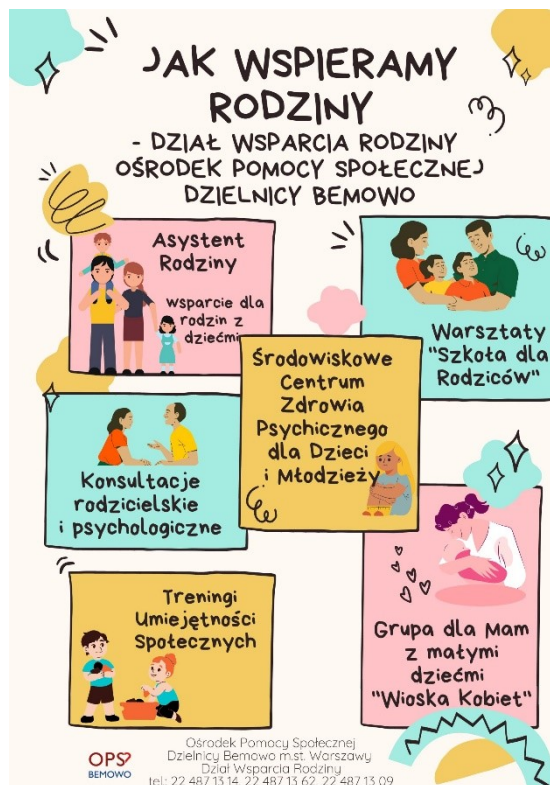 JAK WSPIERAMY
RODZINY
- DZIAŁ WSPARCIA RODZINY
OŚRODEK POMOCY SPOŁECZNEJ
DZIELNICY BEMOWO
Asystent
Rodziny
wsparcie dla
rodzin z
dziećmi
Warsztaty
"Szkoła dla
Rodziców"
Środowiskowe
Centrum
Zdrowia
Psychicznego
dla Dzieci
i Młodzieży
Konsultacje
rodzicielskie
i psychologiczne
Treningi
Umiejętności
Społecznych
Grupa dla Mam
z małymi
dziećmi
"Wioska Kobiet"
OPS
BEMOWO
Ośrodek Pomocy Społecznej
Dzielnicy Bemowo m.st. Warszawy
Dział Wsparcia Rodziny
tel.: 22 487 13 14, 22 487 13 62, 22 487 13 09